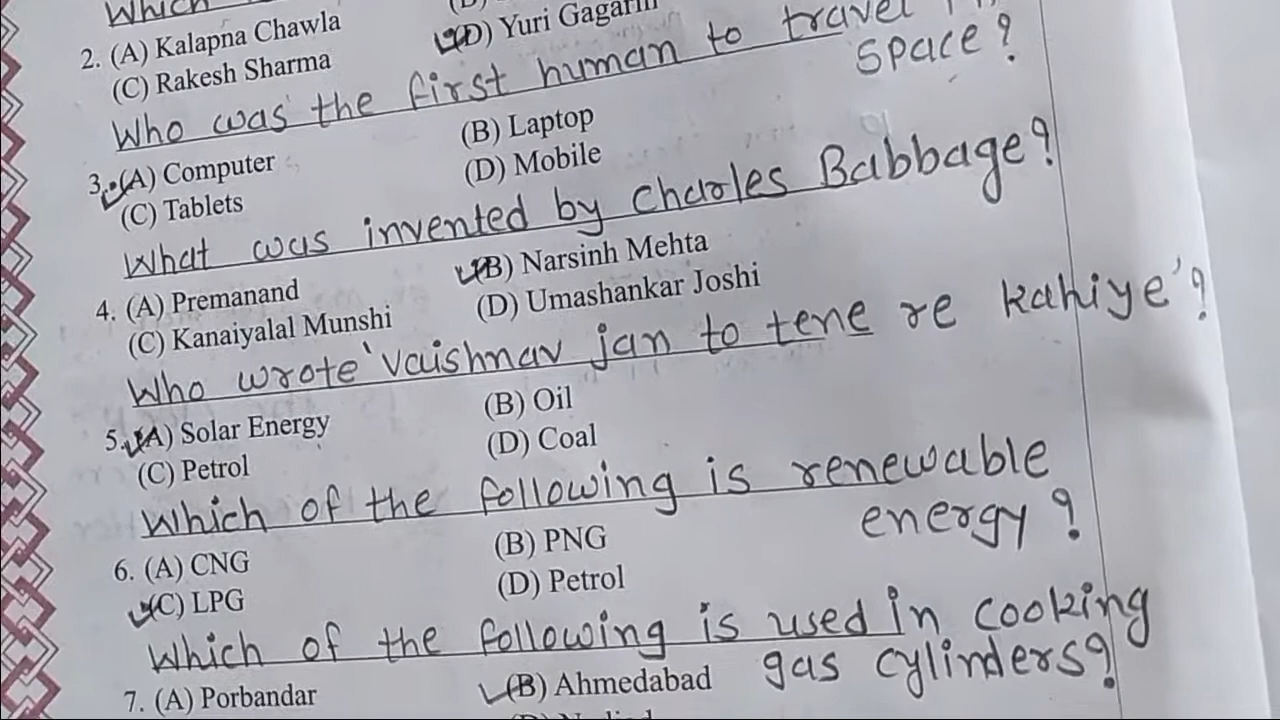 Which
2. (A) Kalapna Chawla (D) Yuri Gagarin
(C) Rakesh Sharma
Who was the first human to travel
space?
3. (A) Computer (B) Laptop
(C) Tablets (D) Mobile
What was invented by Charles Babbage?
4. (A) Premanand (B) Narsinh Mehta
(C) Kanaiyalal Munshi (D) Umashankar Joshi
Who wrote 'vaishnav jan to tene re kahiye'?
5. (A) Solar Energy (B) Oil
(C) Petrol (D) Coal
Which of the following is renewable
energy?
6. (A) CNG (B) PNG
(C) LPG (D) Petrol
Which of the following is used in cooking
gas cylinders?
7. (A) Porbandar (B) Ahmedabad